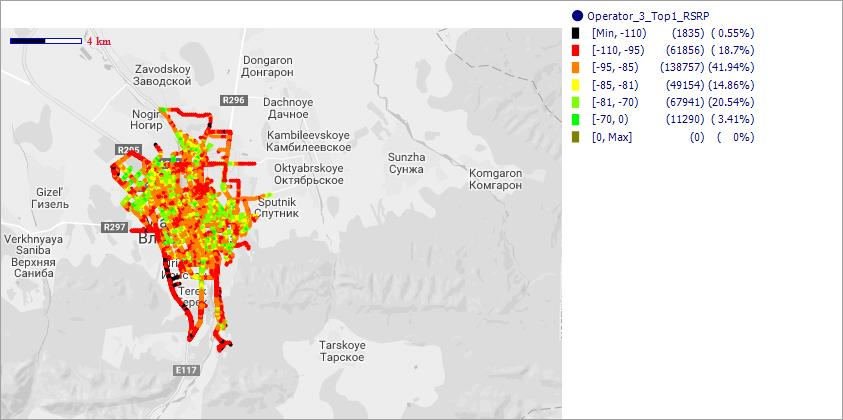 Operator_3_Top1_RSRP
[Min, -110) (1835) ( 0.55%)
[-110, -95) (61856) ( 18.7%)
[-95, -85) (138757) (41.94%)
[-85, -81) (49154) (14.86%)
[-81, -70) (67941) (20.54%)
[-70, 0) (11290) ( 3.41%)
[0, Max] (0) ( 0%)
4 km
Dongaron
Донгарон
Zavodskoy
Заводской
R296
Dachnoye
Дачное
Nogir
Ногир
Kambileevskoye
Камбилеевское
R295
Sunzha
Сунжа
Oktyabrskoye
Октябрьское
Komgaron
Комгарон
Gizel'
Гизель
Sputnik
Спутник
R297
Verkhnyaya
Saniba
Верхняя
Саниба
Terek
Tarskoye
Тарское
E117